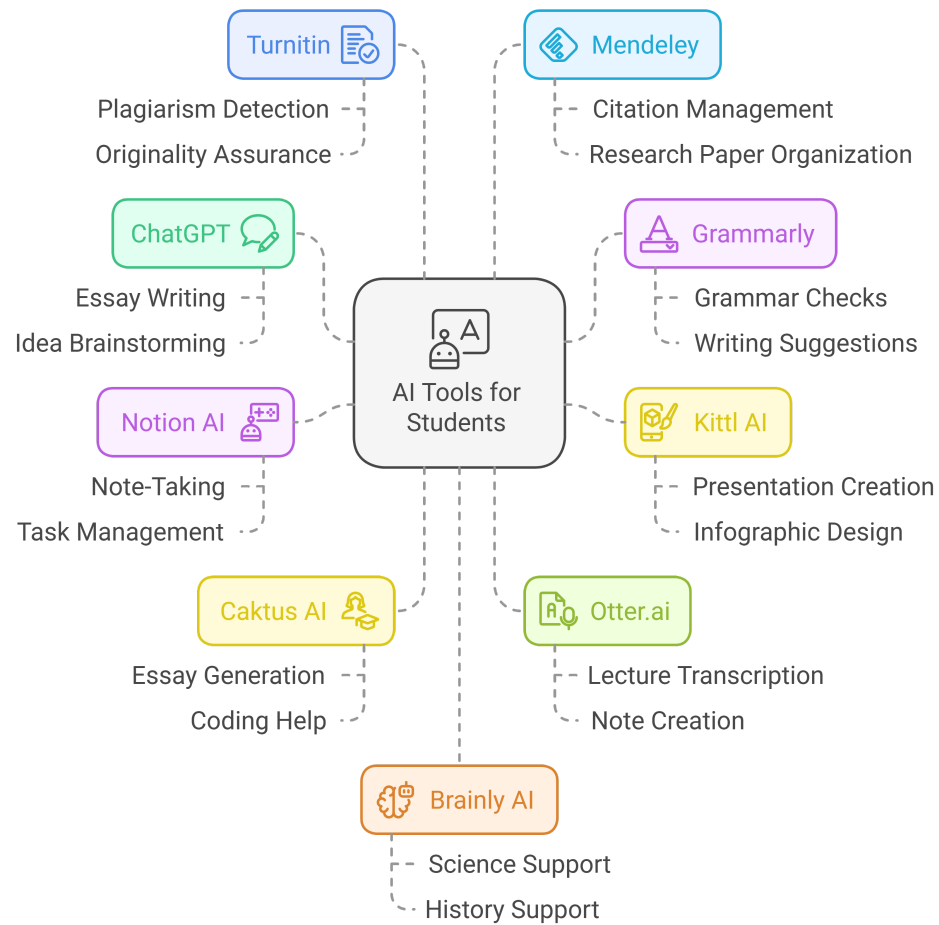 Turnitin
Plagiarism Detection
Originality Assurance
Mendeley
Citation Management
Research Paper Organization
ChatGPT
Essay Writing
Idea Brainstorming
Grammarly
Grammar Checks
Writing Suggestions
A
AI Tools for
Students
Notion AI
Note-Taking
Task Management
Kittl AI
Presentation Creation
Infographic Design
Caktus AI
Essay Generation
Coding Help
Otter.ai
Lecture Transcription
Note Creation
Brainly AI
Science Support
History Support